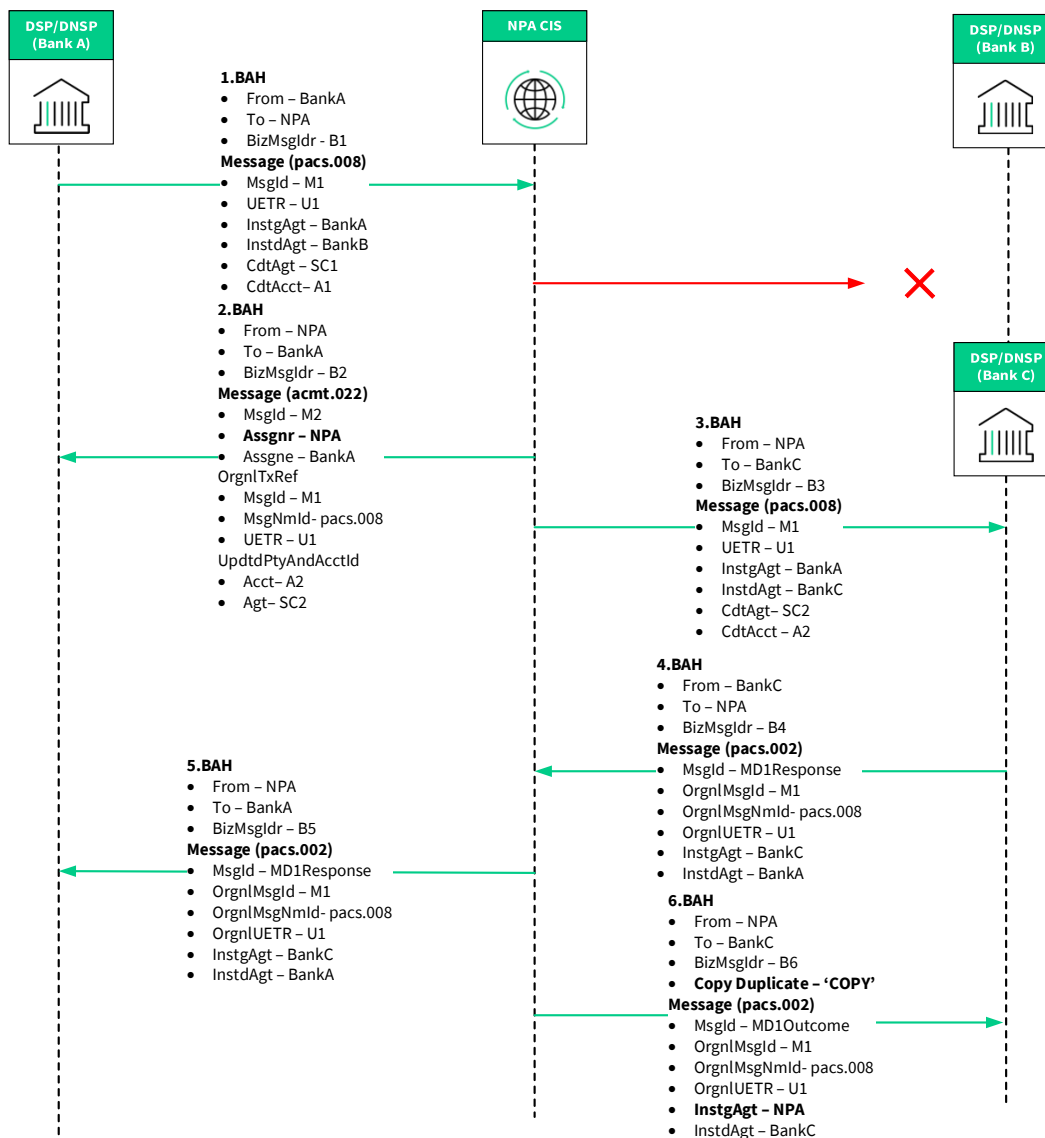 DSP/DNSP
(Bank A)
NPA CIS
DSP/DNSP
(Bank B)
1.BAH
• From – BankA
• To – NPA
• BizMsgIdr - B1
Message (pacs.008)
• MsgId – M1
• UETR – U1
• InstgAgt – BankA
• InstdAgt – BankB
• CdtAgt – SC1
• CdtAcct– A1
2.BAH
• From – NPA
• To – BankA
• BizMsgIdr – B2
Message (acmt.022)
• MsgId – M2
• Assgnr – NPA
• Assgne – BankA
OrgnlTxRef
• MsgId – M1
• MsgNmId- pacs.008
• UETR – U1
UpdtdPtyAndAcctId
• Acct– A2
• Agt– SC2
DSP/DNSP
(Bank C)
3.BAH
• From – NPA
• To – BankC
• BizMsgIdr – B3
Message (pacs.008)
• MsgId – M1
• UETR – U1
• InstgAgt – BankA
• InstdAgt – BankC
• CdtAgt– SC2
• CdtAcct – A2
4.BAH
• From – BankC
• To – NPA
• BizMsgIdr – B4
Message (pacs.002)
• MsgId – MD1Response
• OrgnlMsgId – M1
• OrgnlMsgNmId- pacs.008
• OrgnlUETR – U1
• InstgAgt – BankC
• InstdAgt – BankA
5.BAH
• From – NPA
• To – BankA
• BizMsgIdr – B5
Message (pacs.002)
• MsgId – MD1Response
• OrgnlMsgId – M1
• OrgnlMsgNmId- pacs.008
• OrgnlUETR – U1
• InstgAgt – BankC
• InstdAgt – BankA
6.BAH
• From – NPA
• To – BankC
• BizMsgIdr – B6
• Copy Duplicate – ‘COPY’
Message (pacs.002)
• MsgId – MD1Outcome
• OrgnlMsgId – M1
• OrgnlMsgNmId- pacs.008
• OrgnlUETR – U1
• InstgAgt – NPA
• InstdAgt – BankC